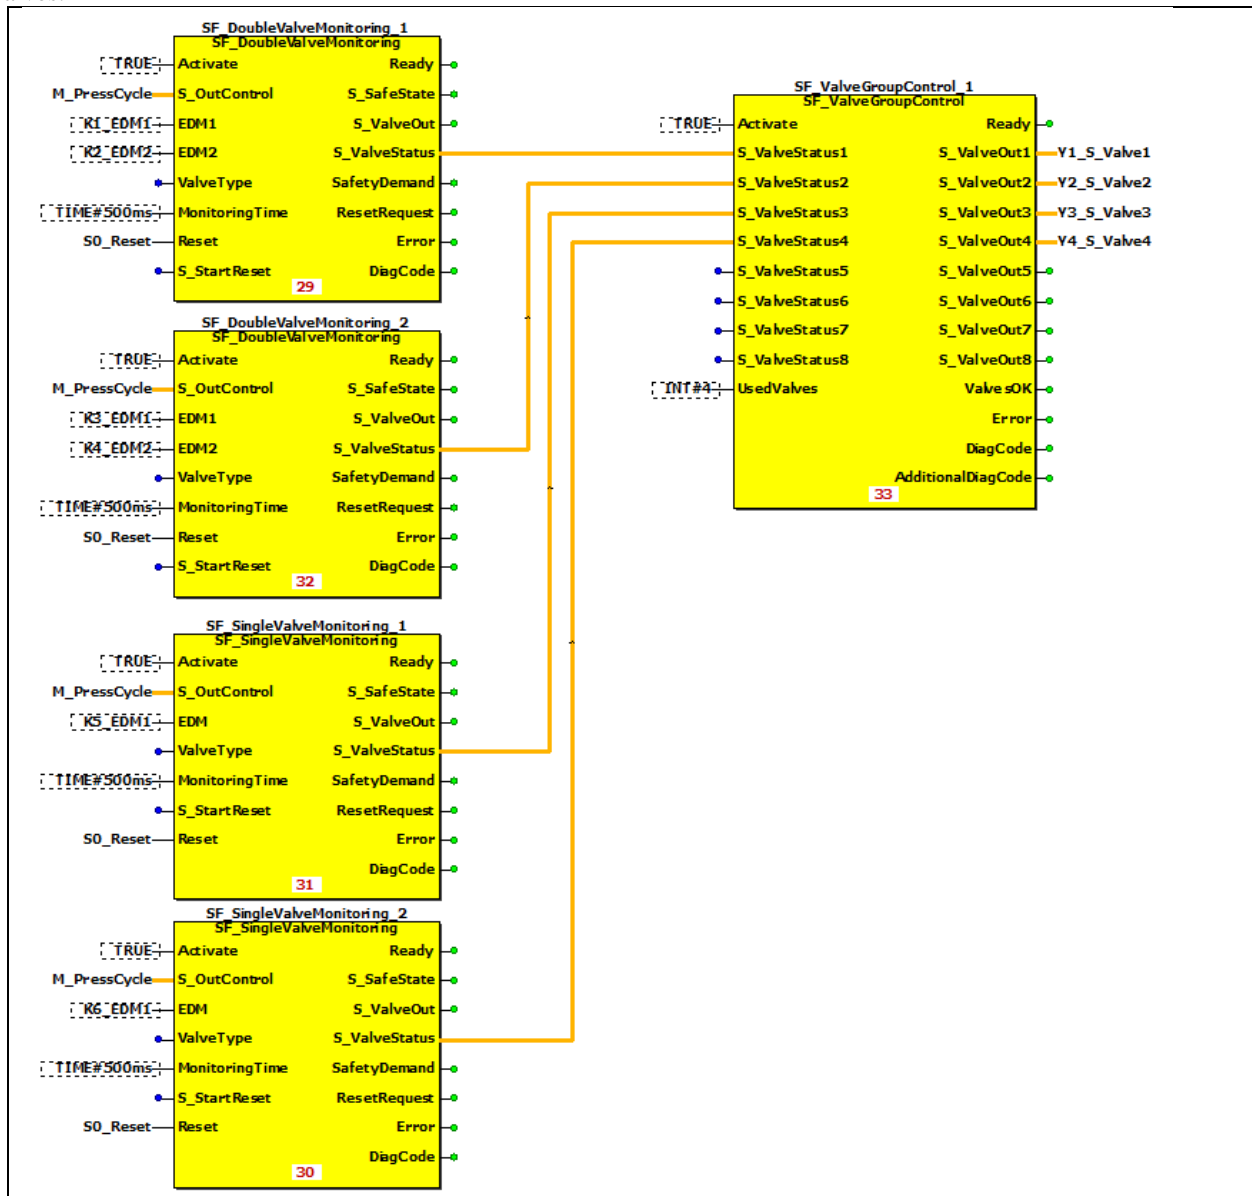 SF_DoubleValveMonitoring_1
SF_DoubleValveMonitoring
TRUE Activate Ready
M_PressCycle S_OutControl S_SafeState
K1_EDM1 EDM1 S_ValveOut
K2_EDM2 EDM2 S_ValveStatus
ValveType SafetyDemand
TIME#500ms MonitoringTime ResetRequest
S0_Reset Reset Error
S_StartReset DiagCode
29
SF_DoubleValveMonitoring_2
SF_DoubleValveMonitoring
TRUE Activate Ready
M_PressCycle S_OutControl S_SafeState
K3_EDM1 EDM1 S_ValveOut
K4_EDM2 EDM2 S_ValveStatus
ValveType SafetyDemand
TIME#500ms MonitoringTime ResetRequest
S0_Reset Reset Error
S_StartReset DiagCode
32
SF_SingleValveMonitoring_1
SF_SingleValveMonitoring
TRUE Activate Ready
M_PressCycle S_OutControl S_SafeState
K5_EDM1 EDM S_ValveOut
ValveType S_ValveStatus
TIME#500ms MonitoringTime SafetyDemand
S_StartReset ResetRequest
S0_Reset Reset Error
DiagCode
31
SF_SingleValveMonitoring_2
SF_SingleValveMonitoring
TRUE Activate Ready
M_PressCycle S_OutControl S_SafeState
K6_EDM1 EDM S_ValveOut
ValveType S_ValveStatus
TIME#500ms MonitoringTime SafetyDemand
S_StartReset ResetRequest
S0_Reset Reset Error
DiagCode
30
SF_ValveGroupControl_1
SF_ValveGroupControl
TRUE Activate Ready
S_ValveStatus1 S_ValveOut1 Y1_S_Valve1
S_ValveStatus2 S_ValveOut2 Y2_S_Valve2
S_ValveStatus3 S_ValveOut3 Y3_S_Valve3
S_ValveStatus4 S_ValveOut4 Y4_S_Valve4
S_ValveStatus5 S_ValveOut5
S_ValveStatus6 S_ValveOut6
S_ValveStatus7 S_ValveOut7
S_ValveStatus8 S_ValveOut8
INT#4 UsedValves ValvesOK
Error
DiagCode
AdditionalDiagCode
33